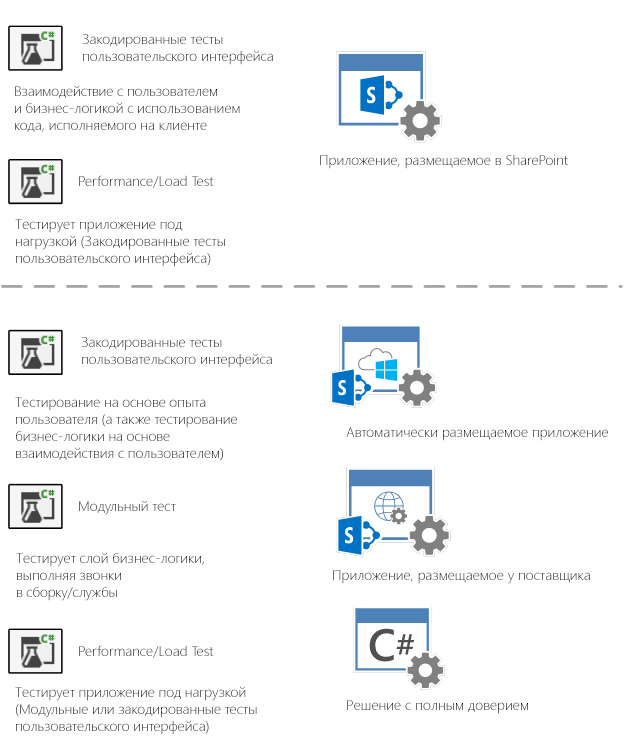 C#
Закодированные тесты
пользовательского интерфейса
Взаимодействие с пользователем
и бизнес-логикой с использованием
кода, исполняемого на клиенте
S
Приложение, размещаемое в SharePoint
C#
Performance/Load Test
Тестирует приложение под
нагрузкой (Закодированные тесты
пользовательского интерфейса)
C#
Закодированные тесты
пользовательского интерфейса
Тестирование на основе опыта
пользователя (а также тестирование
бизнес-логики на основе
взаимодействия с пользователем)
S
Автоматически размещаемое приложение
C#
Модульный тест
Тестирует слой бизнес-логики,
выполняя звонки
в сборку/службы
S
Приложение, размещаемое у поставщика
C#
Performance/Load Test
Тестирует приложение под нагрузкой
(Модульные или закодированные тесты
пользовательского интерфейса)
C#
Решение с полным доверием